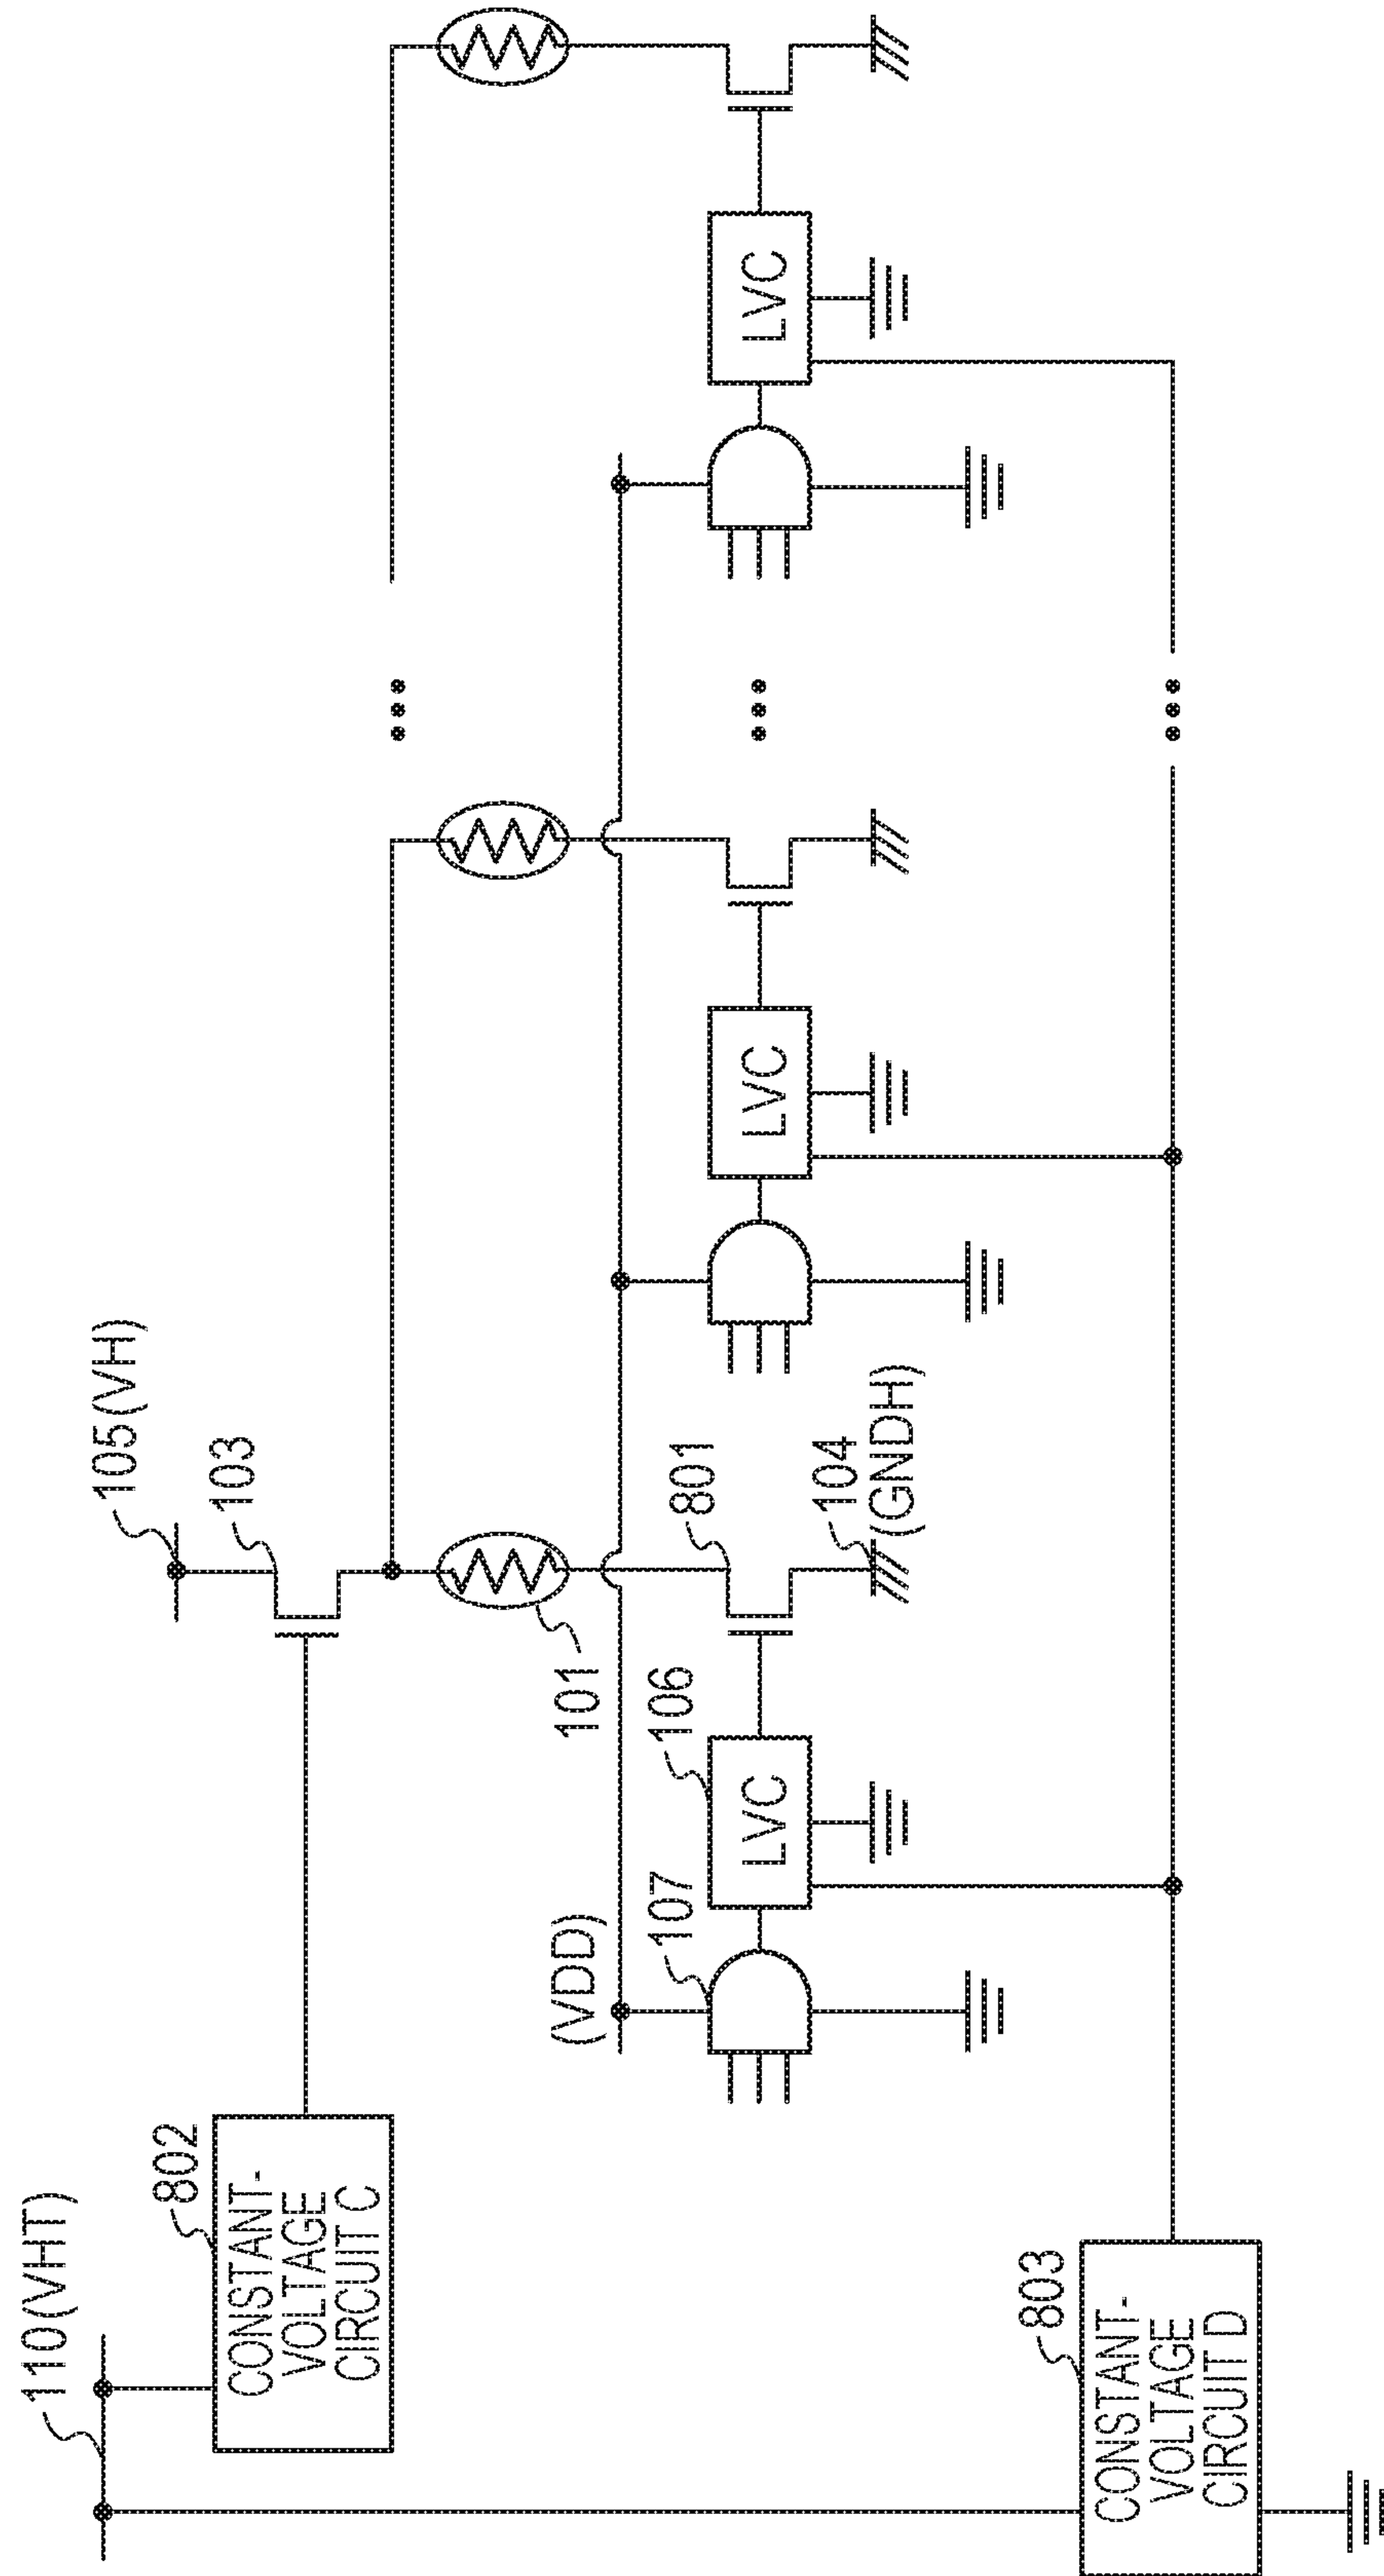 110(VHT)
802
CONSTANT-
VOLTAGE
CIRCUIT C
105(VH)
103
(VDD)
101
107
106
LVC
801
104
(GNDH)
LVC
LVC
803
CONSTANT-
VOLTAGE
CIRCUIT D